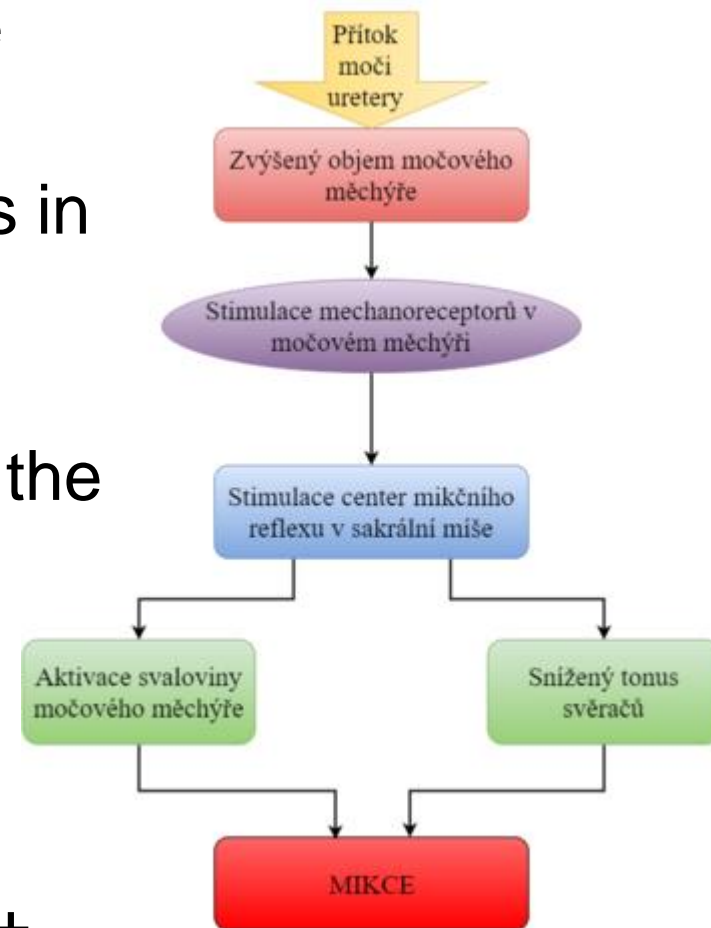 Přítok
moči
uretery
Zvýšený objem močového
měchýře
s in
Stimulace mechanoreceptorů v
močovém měchýři
the
Stimulace center mikčního
reflexu v sakrální míše
Aktivace svaloviny
močového měchýře
Snížený tonus
svěračů
MIKCE